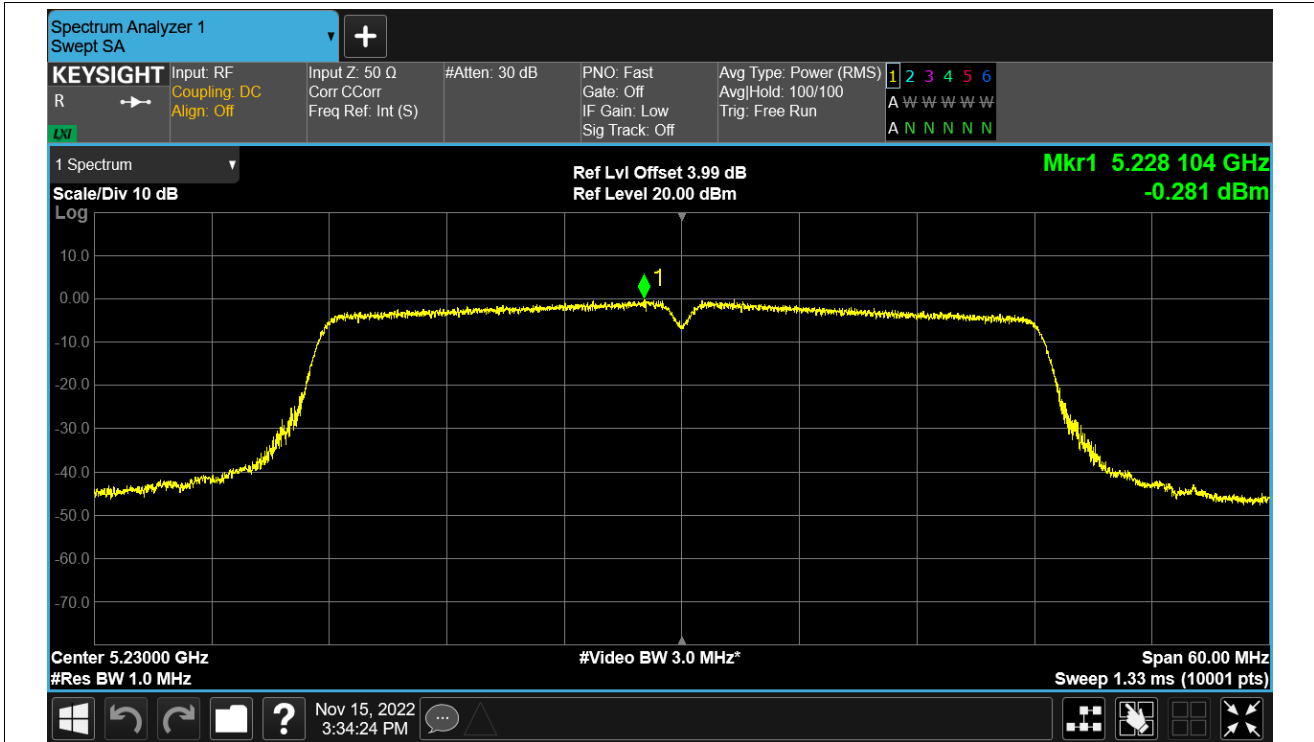 Spectrum Analyzer 1
Swept SA
+
KEYSIGHT
R
LXI
Input: RF
Coupling: DC
Align: Off
Input Z: 50 Ω
Corr CCorr
Freq Ref: Int (S)
#Atten: 30 dB
PNO: Fast
Gate: Off
IF Gain: Low
Sig Track: Off
Avg Type: Power (RMS)
Avg|Hold: 100/100
Trig: Free Run
1 2 3 4 5 6
A W W W W W
A N N N N N
1 Spectrum
Scale/Div 10 dB
Log
Ref Lvl Offset 3.99 dB
Ref Level 20.00 dBm
Mkr1 5.228 104 GHz
-0.281 dBm
10.0
0.00
-10.0
-20.0
-30.0
-40.0
-50.0
-60.0
-70.0
1
Center 5.23000 GHz
#Res BW 1.0 MHz
#Video BW 3.0 MHz*
Span 60.00 MHz
Sweep 1.33 ms (10001 pts)
?
Nov 15, 2022
3:34:24 PM